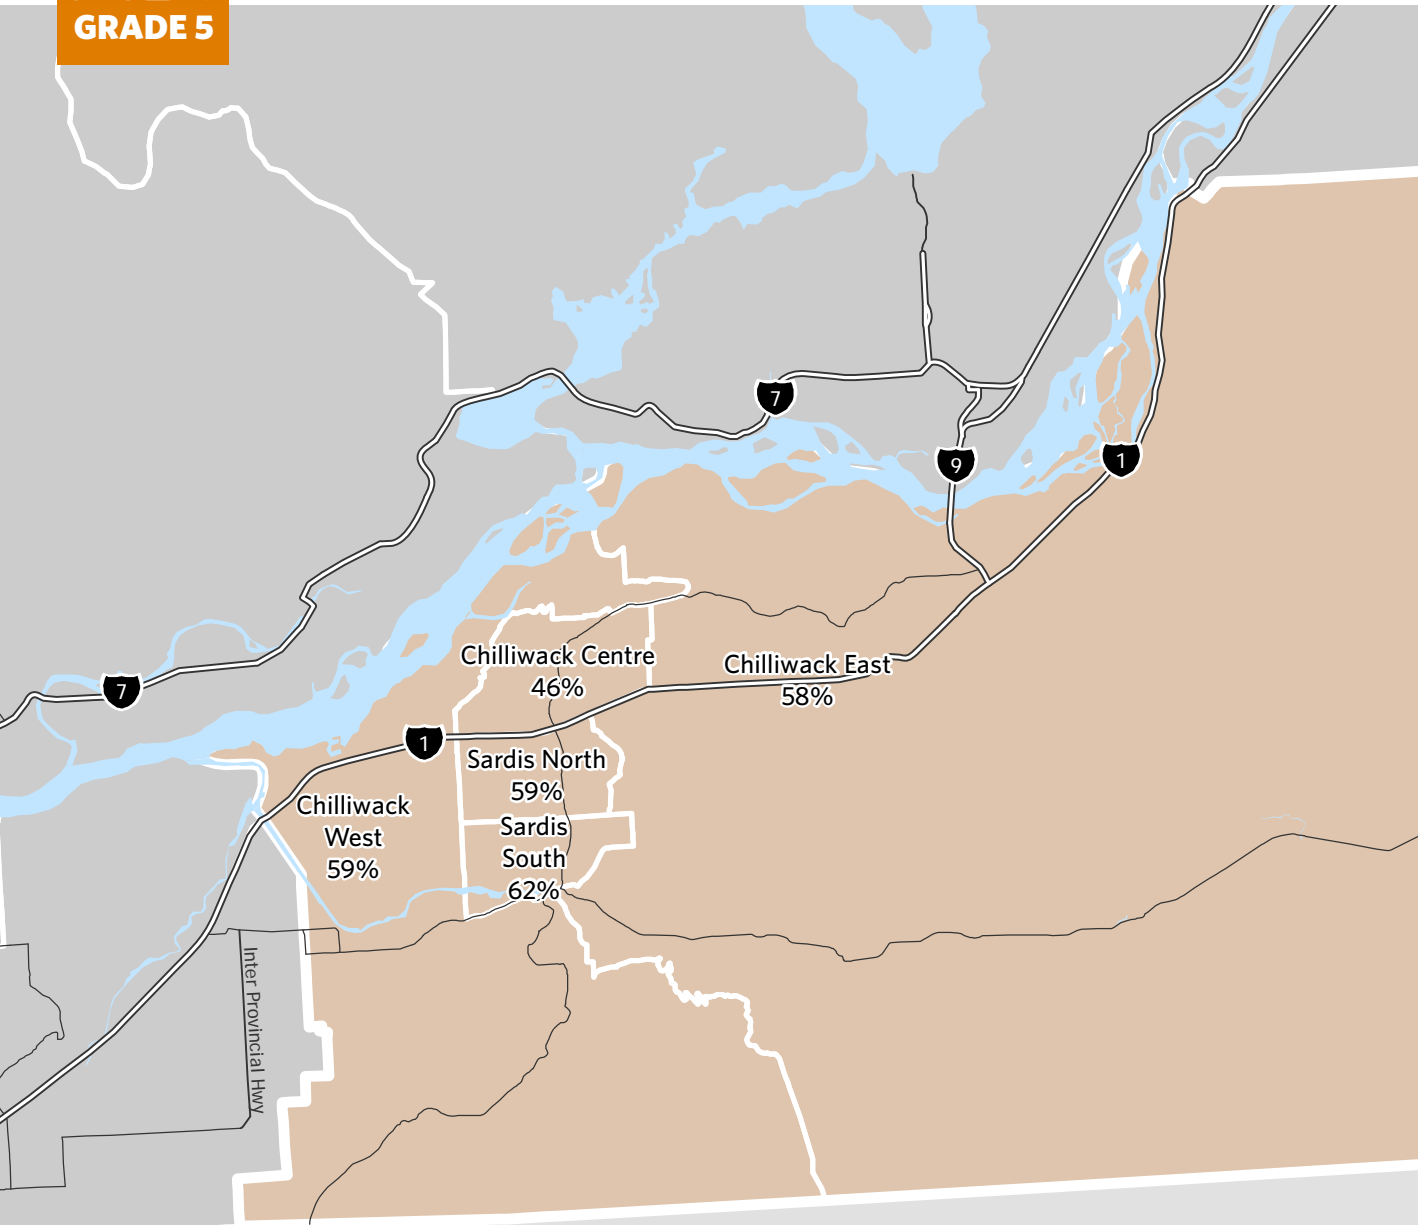 GRADE 5
7
9
1
Chilliwack Centre
46%
Chilliwack East
58%
7
1
Sardis North
59%
Chilliwack
West
59%
Sardis
South
62%
Inter Provincial Hwy